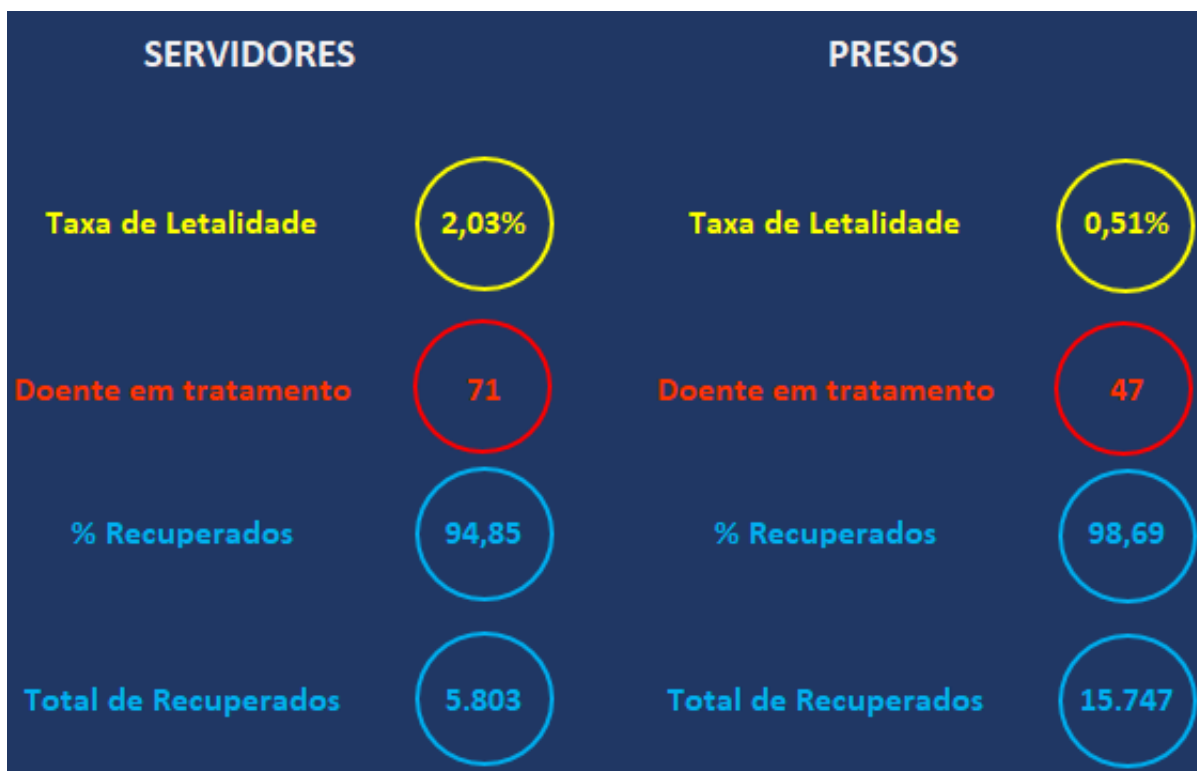 SERVIDORES
PRESOS
Taxa de Letalidade
2,03%
Taxa de Letalidade
0,51%
Doente em tratamento
71
Doente em tratamento
47
% Recuperados
94,85
% Recuperados
98,69
Total de Recuperados
5.803
Total de Recuperados
15.747